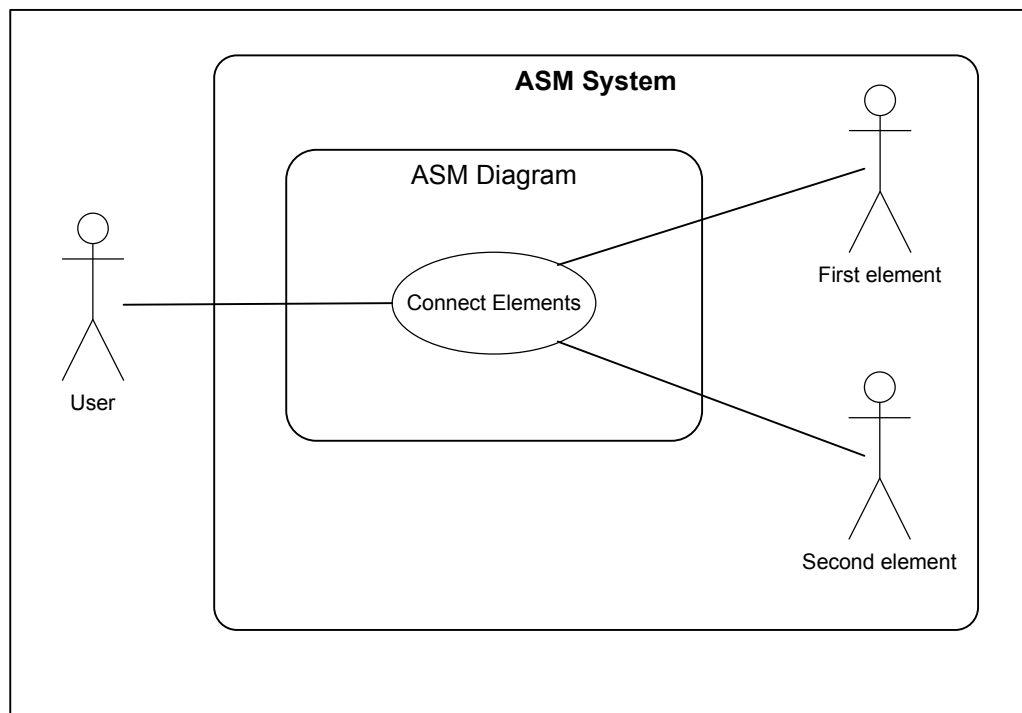 ASM System
ASM Diagram
First element
Connect Elements
User
Second element